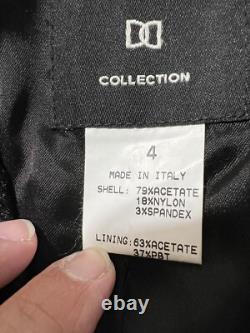 COLLECTION
4
MADE IN ITALY
SHELL: 79%ACETATE
18%NYLON
3%SPANDEX
LINING:63%ACETATE
37%PBT